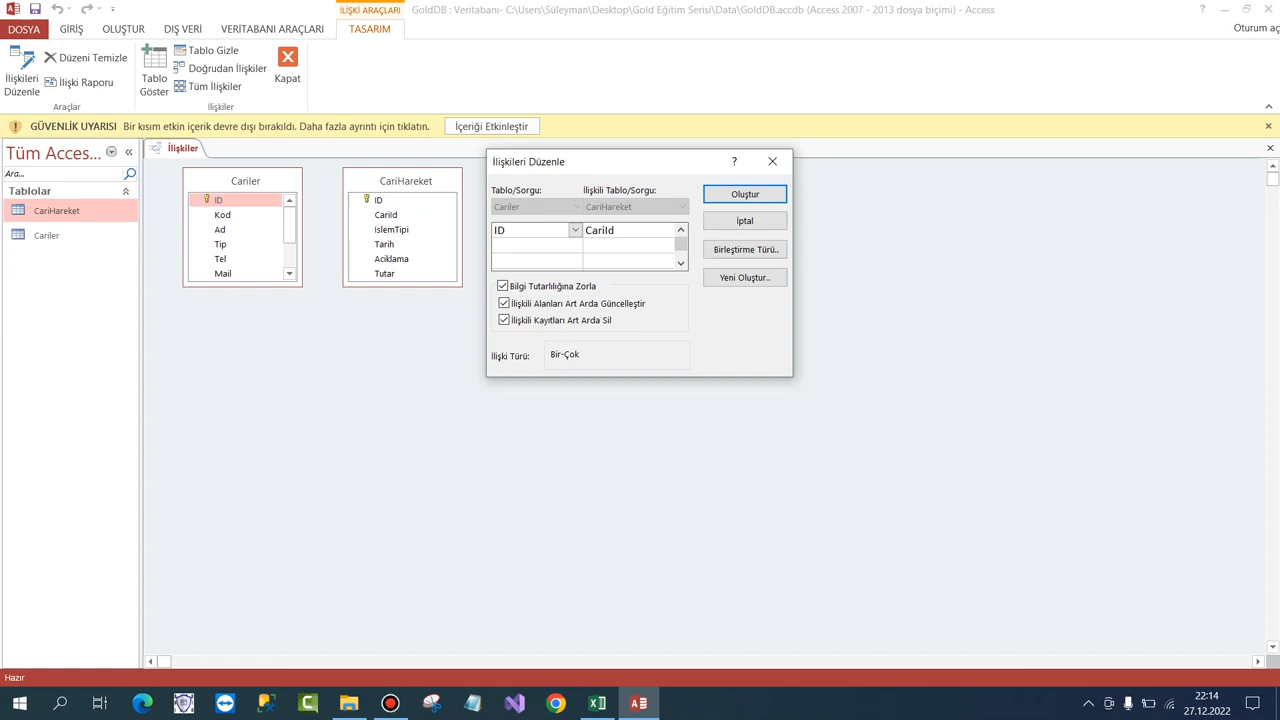 İLİŞKİ ARAÇLARI
GoldDB : Veritabanı- C:\Users\Süleyman\Desktop\Gold Eğitim Serisi\Data\GoldDB.accdb (Access 2007 - 2013 dosya biçimi) - Access
DOSYA GİRİŞ OLUŞTUR DIŞ VERİ VERİTABANI ARAÇLARI TASARIM Oturum aç
İlişkileri Düzenle
Düzeni Temizle
İlişki Raporu
Araçlar
Tablo Göster
Tablo Gizle
Doğrudan İlişkiler
Tüm İlişkiler
Kapat
İlişkiler
GÜVENLİK UYARISI Bir kısım etkin içerik devre dışı bırakıldı. Daha fazla ayrıntı için tıklatın. İçeriği Etkinleştir
Tüm Acces...
Ara...
Tablolar
CariHareket
Cariler
İlişkiler
Cariler
ID
Kod
Ad
Tip
Tel
Mail
CariHareket
ID
CariId
IslemTipi
Tarih
Aciklama
Tutar
İlişkileri Düzenle ?
Tablo/Sorgu: İlişkili Tablo/Sorgu:
Cariler CariHareket
ID CariId
Bilgi Tutarlılığına Zorla
İlişkili Alanları Art Arda Güncelleştir
İlişkili Kayıtları Art Arda Sil
İlişki Türü: Bir-Çok
Oluştur
İptal
Birleştirme Türü..
Yeni Oluştur..
Hazır
22:14
27.12.2022